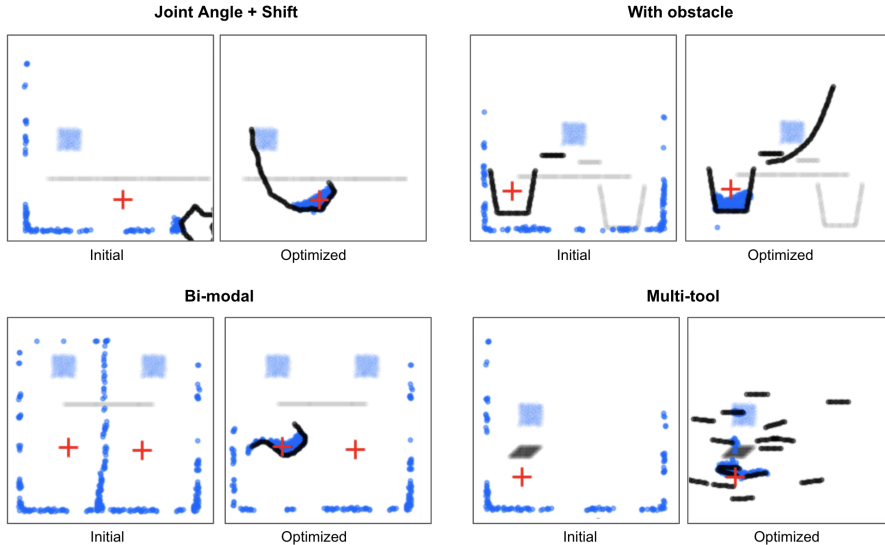 Joint Angle + Shift
With obstacle
Initial
Optimized
Initial
Optimized
Bi-modal
Multi-tool
Initial
Optimized
Initial
Optimized